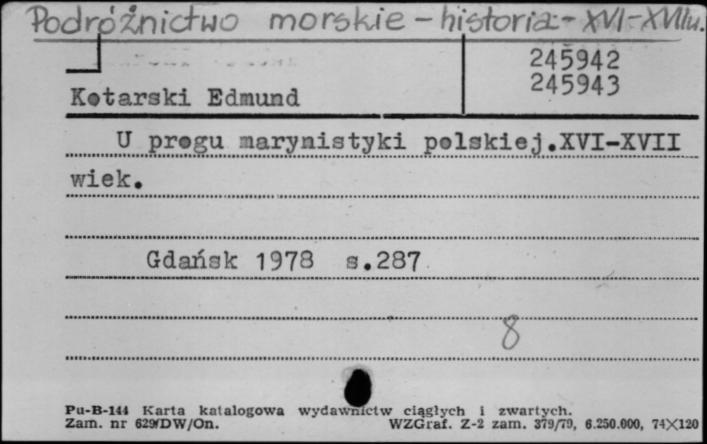 Podróżnictwo morskie - historia - XVI-XVIIw.
245942
245943
Kotarski Edmund
U progu marynistyki polskiej.XVI-XVII
wiek.
Gdańsk 1978 s.287
8
Pu-B-144 Karta katalogowa wydawnictw ciągłych i zwartych.
Zam. nr 629/DW/On. WZGraf. Z-2 zam. 379/79, 6.250.000, 74X120